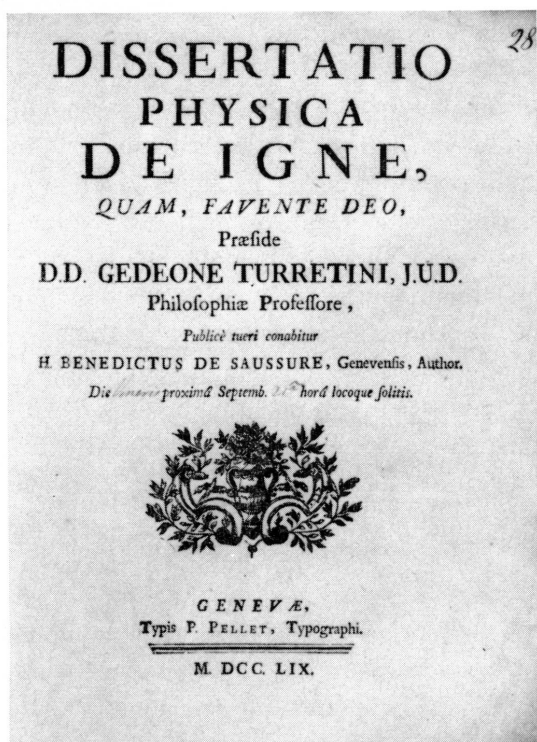 28
DISSERTATIO
PHYSICA
DE IGNE,
QUAM, FAVENTE DEO,
Præſide
D.D. GEDEONE TURRETINI, J.U.D.
Philoſophiæ Profeſſore,
Publicè tueri conabitur
H. BENEDICTUS DE SAUSSURE, Genevenſis, Author.
Die proximâ Septemb. horâ locoque ſolitis.
GENEVÆ,
Typis P. PELLET, Typographi.
M. DCC. LIX.